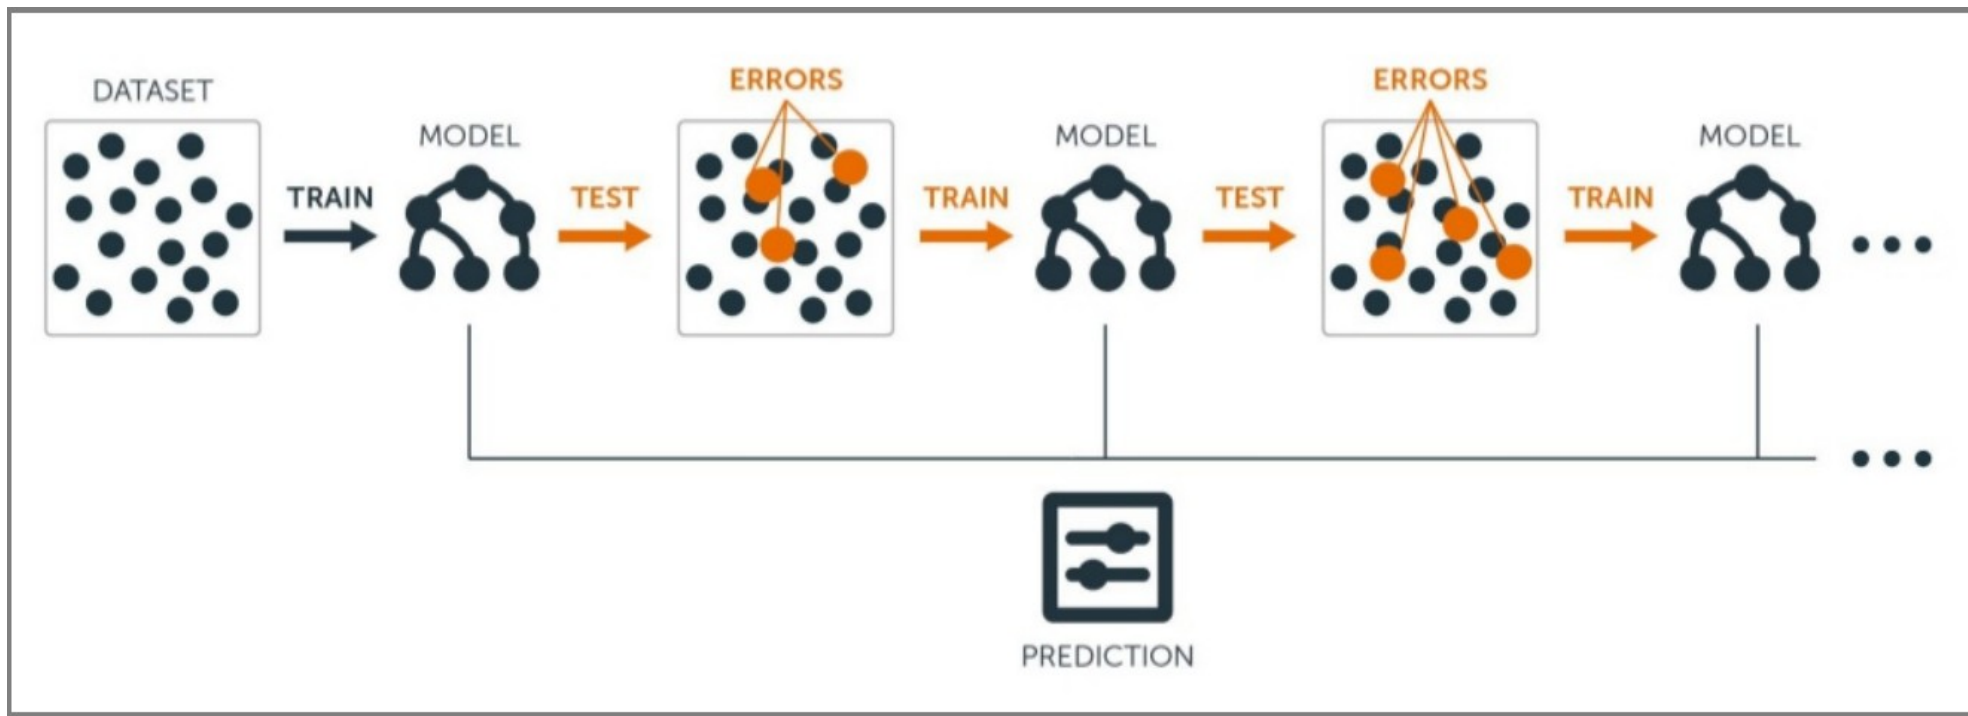 DATASET
TRAIN
MODEL
TEST
ERRORS
TRAIN
MODEL
TEST
ERRORS
TRAIN
MODEL
PREDICTION